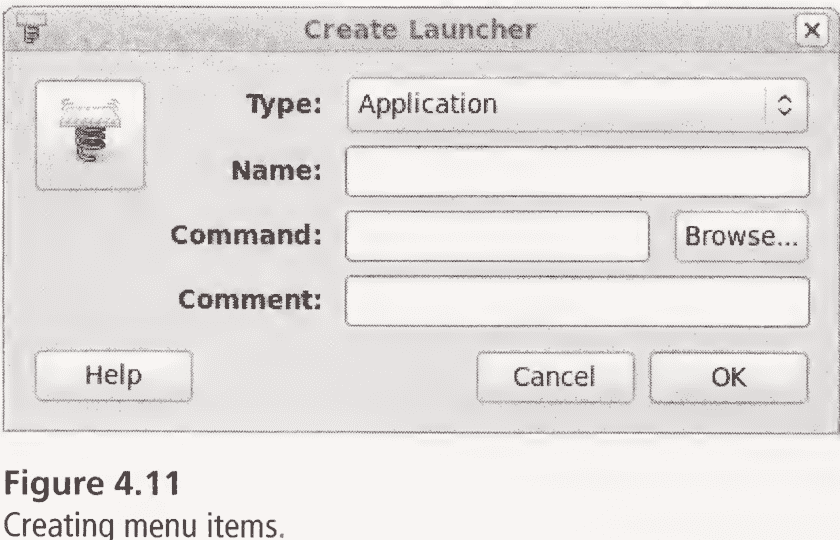 Create Launcher
Type: Application
Name:
Command: Browse...
Comment:
Help Cancel OK
Figure 4.11
Creating menu items.